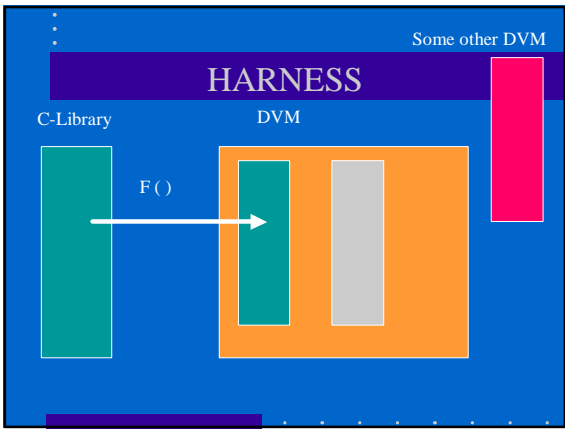 Some other DVM
HARNESS
C-Library
DVM
F ( )